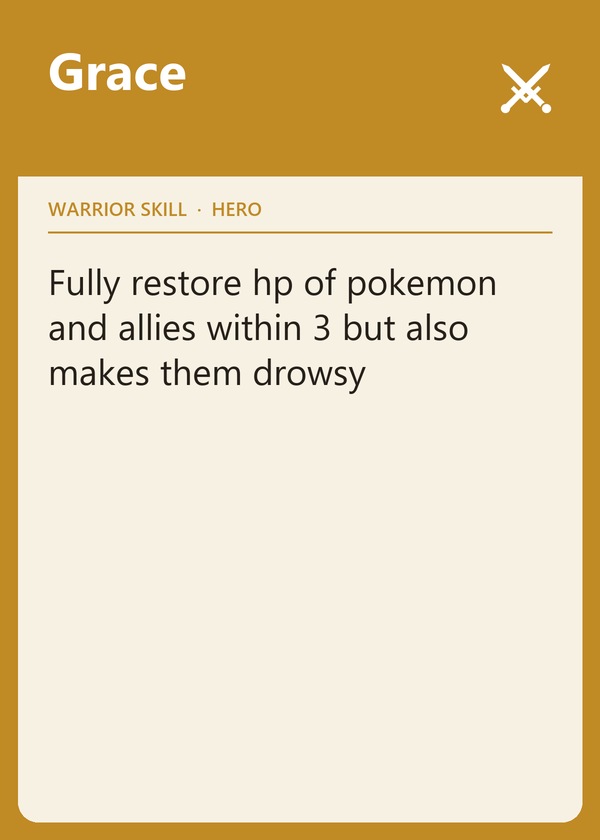 Grace
WARRIOR SKILL · HERO
Fully restore hp of pokemon
and allies within 3 but also
makes them drowsy